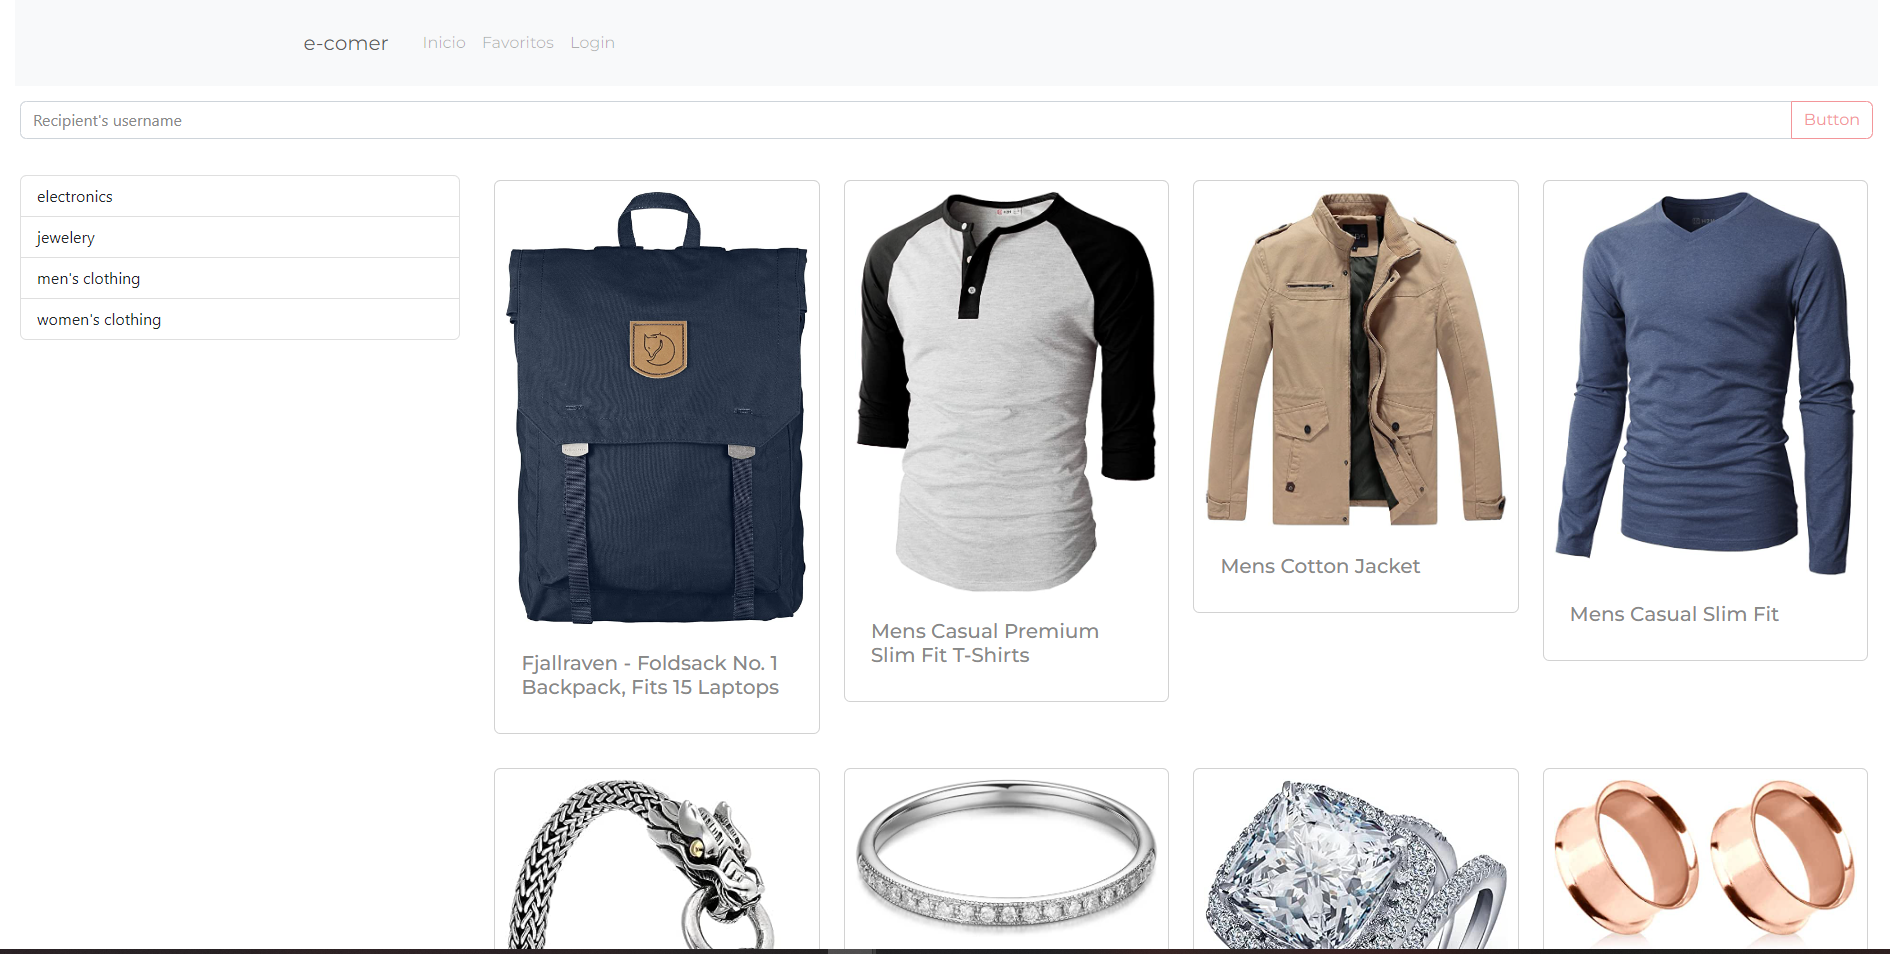 e-comer
Inicio
Favoritos
Login
Recipient's username
Button
electronics
jewelery
men's clothing
women's clothing
Fjallraven - Foldsack No. 1
Backpack, Fits 15 Laptops
Mens Casual Premium
Slim Fit T-Shirts
Mens Cotton Jacket
Mens Casual Slim Fit